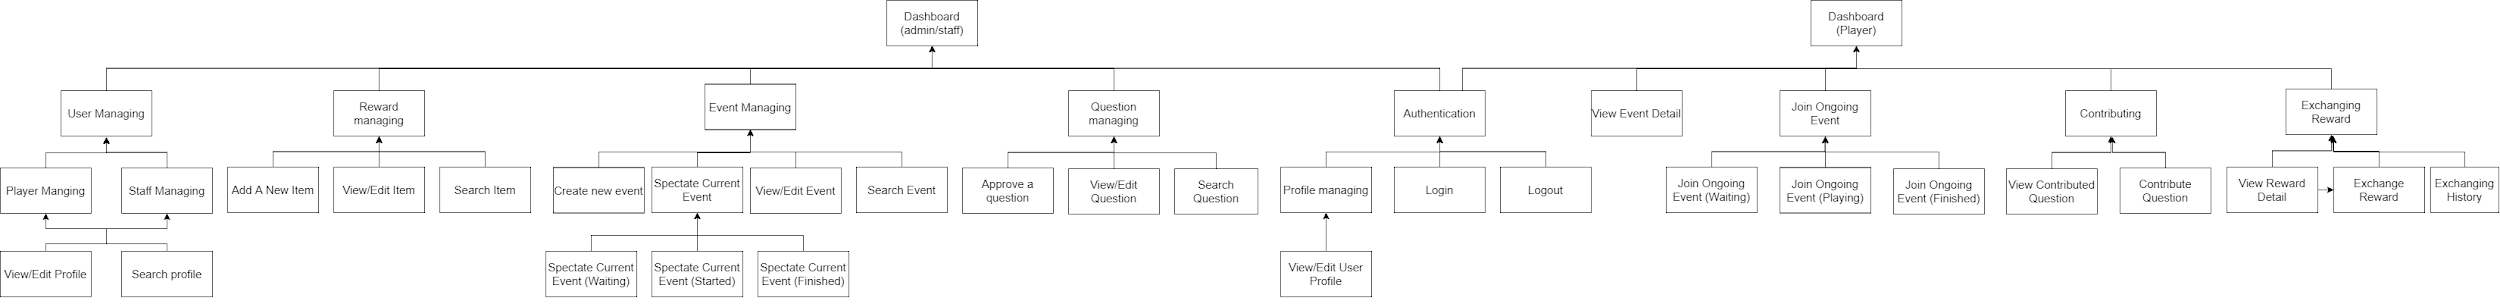 Dashboard
(admin/staff)
Dashboard
(Player)
User Managing
Reward
managing
Event Managing
Question
managing
Authentication
View Event Detail
Join Ongoing
Event
Contributing
Exchanging
Reward
Player Manging
Staff Managing
Add A New Item
View/Edit Item
Search Item
Create new event
Spectate Current
Event
View/Edit Event
Search Event
Approve a
question
View/Edit
Question
Search
Question
Profile managing
Login
Logout
Join Ongoing
Event (Waiting)
Join Ongoing
Event (Playing)
Join Ongoing
Event (Finished)
View Contributed
Question
Contribute
Question
View Reward
Detail
Exchange
Reward
Exchanging
History
View/Edit Profile
Search profile
Spectate Current
Event (Waiting)
Spectate Current
Event (Started)
Spectate Current
Event (Finished)
View/Edit User
Profile